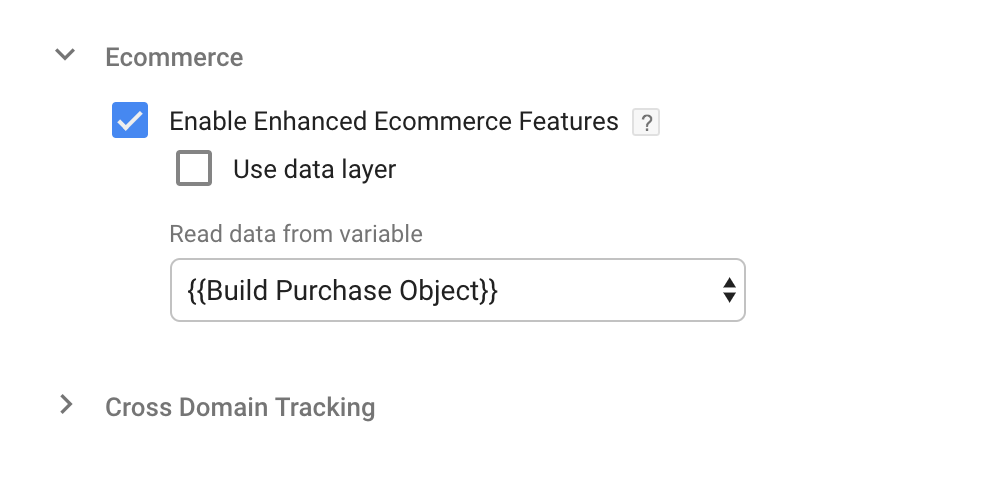 Ecommerce
Enable Enhanced Ecommerce Features ?
Use data layer
Read data from variable
{{Build Purchase Object}}
Cross Domain Tracking